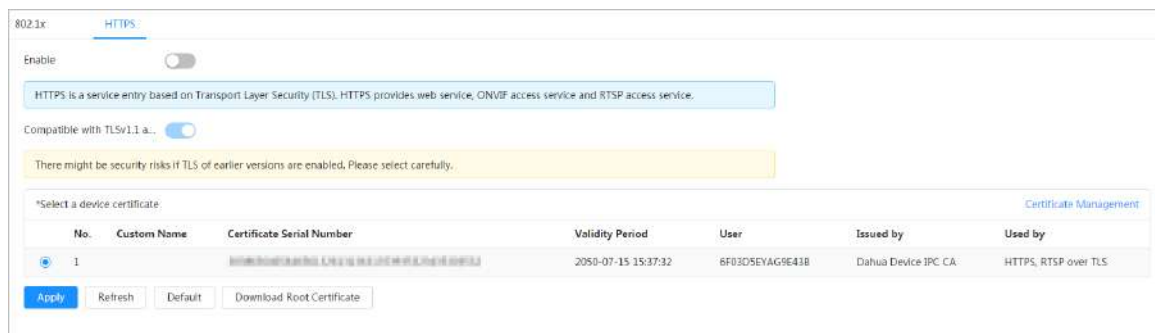 802.1x HTTPS
Enable
HTTPS is a service entry based on Transport Layer Security (TLS). HTTPS provides web service, ONVIF access service and RTSP access service.
Compatible with TLSv1.1 a...
There might be security risks if TLS of earlier versions are enabled. Please select carefully.
*Select a device certificate Certificate Management
No. Custom Name Certificate Serial Number Validity Period User Issued by Used by
1 2050-07-15 15:37:32 6F03D5EYAG9E43B Dahua Device IPC CA HTTPS, RTSP over TLS
Apply Refresh Default Download Root Certificate